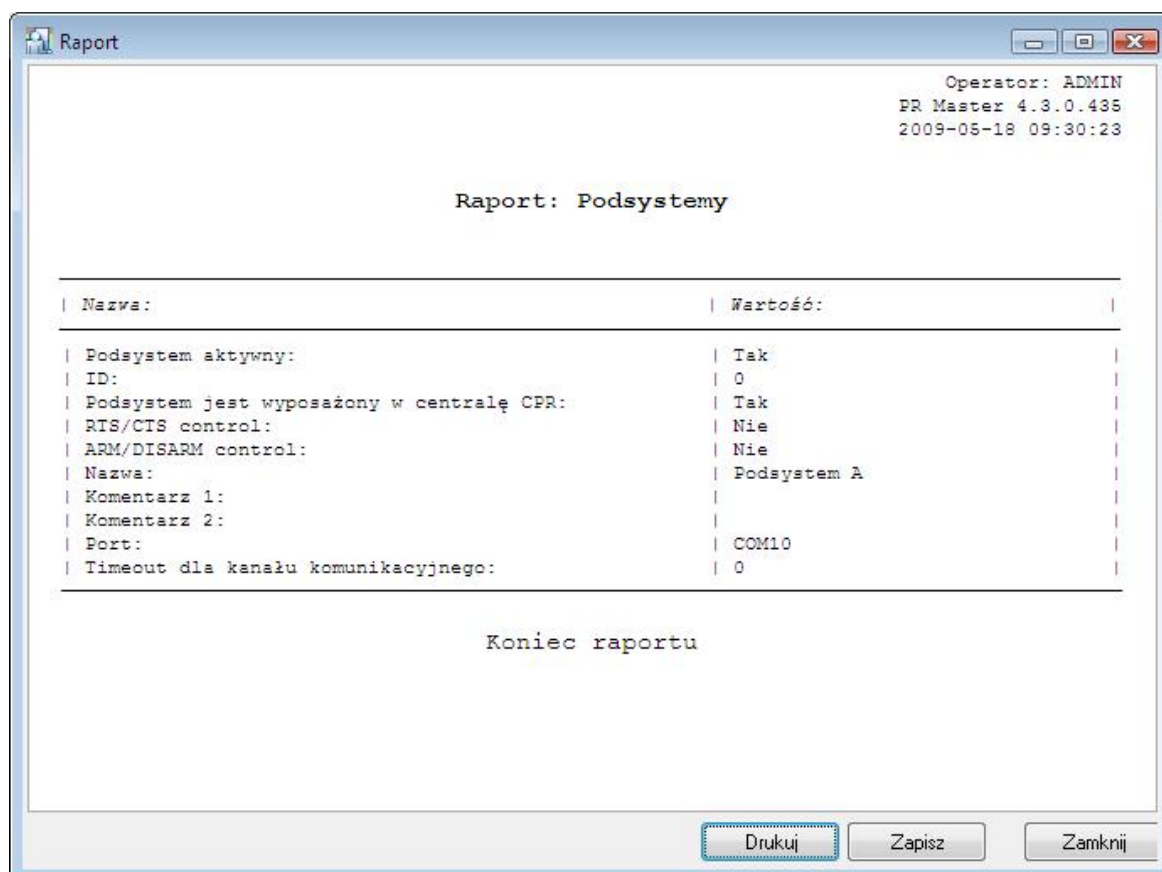 Raport
Operator: ADMIN
PR Master 4.3.0.435
2009-05-18 09:30:23
Raport: Podsystemy
| Nazwa: | Wartość: |
| Podsystem aktywny: | Tak |
| ID: | 0 |
| Podsystem jest wyposażony w centralę CPR: | Tak |
| RTS/CTS control: | Nie |
| ARM/DISARM control: | Nie |
| Nazwa: | Podsystem A |
| Komentarz 1: | |
| Komentarz 2: | |
| Port: | COM10 |
| Timeout dla kanału komunikacyjnego: | 0 |
Koniec raportu
Drukuj Zapisz Zamknij